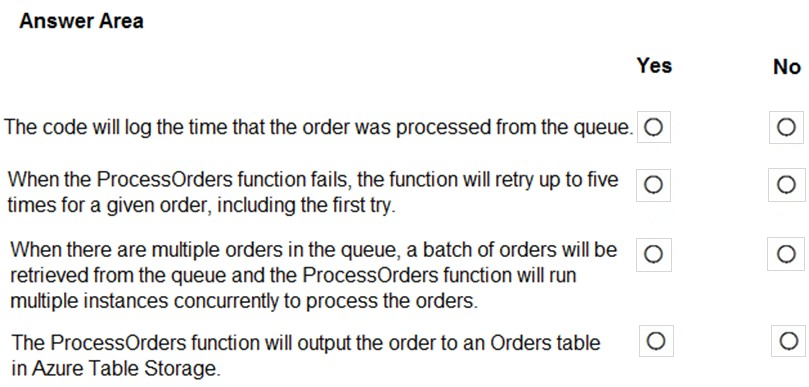 Answer Area
Yes No
The code will log the time that the order was processed from the queue.
When the ProcessOrders function fails, the function will retry up to five
times for a given order, including the first try.
When there are multiple orders in the queue, a batch of orders will be
retrieved from the queue and the ProcessOrders function will run
multiple instances concurrently to process the orders.
The ProcessOrders function will output the order to an Orders table
in Azure Table Storage.